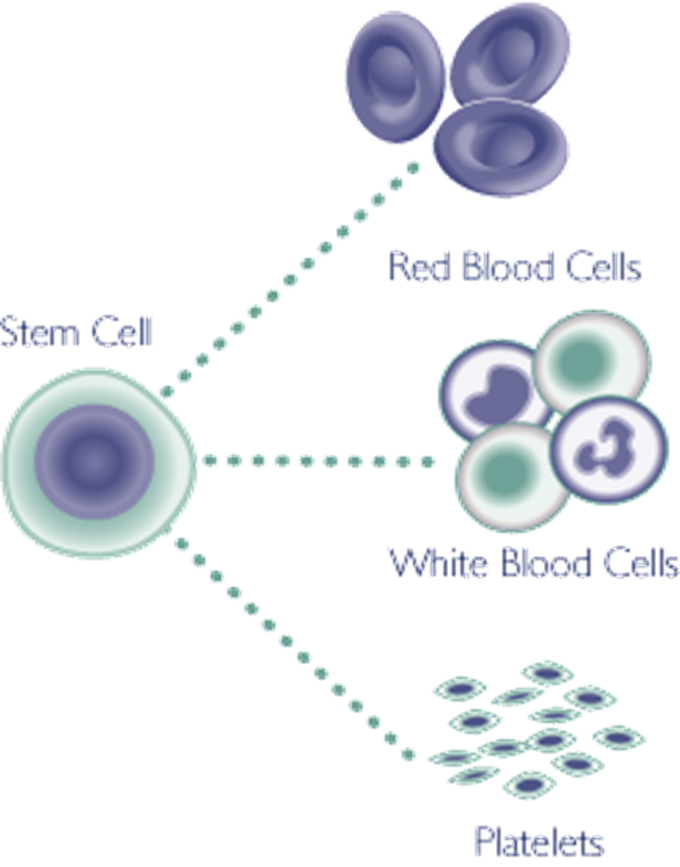 Red Blood Cells
Stem Cell
White Blood Cells
Platelets